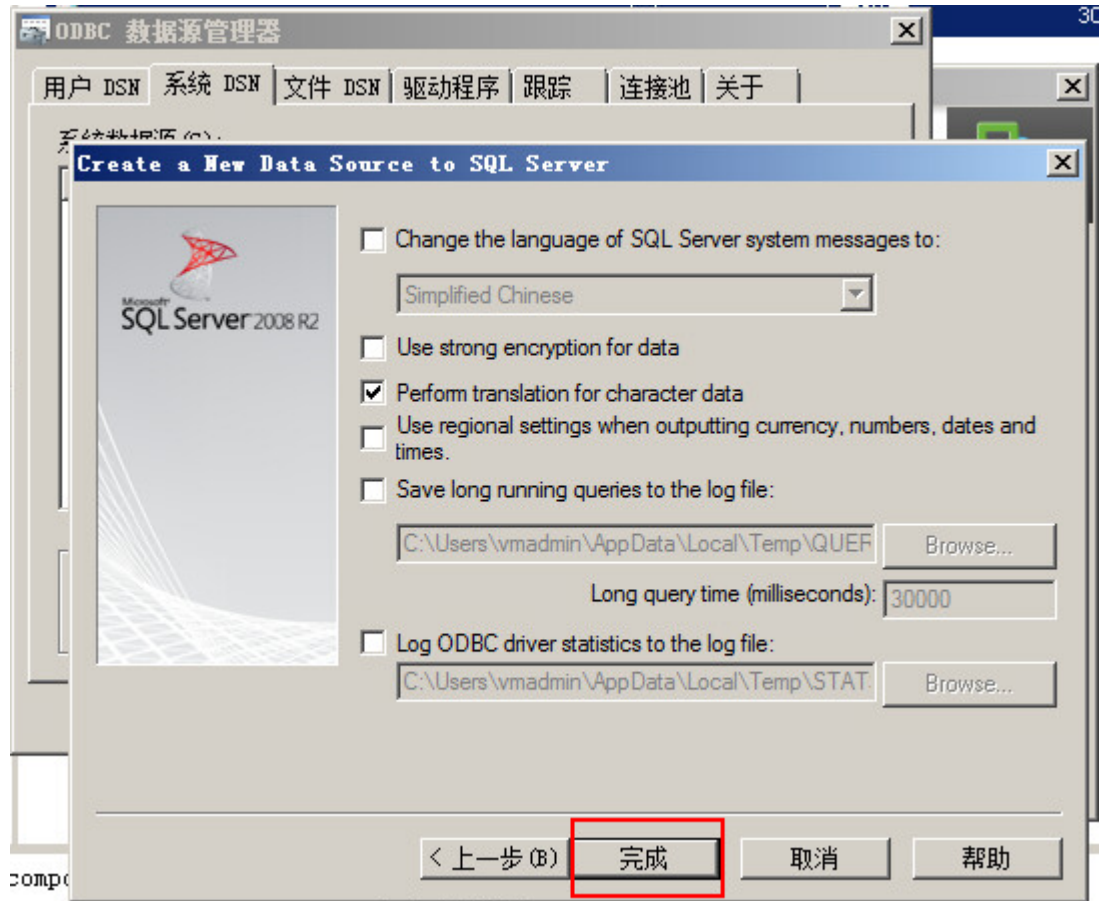 30
ODBC 数据源管理器
用户 DSN 系统 DSN 文件 DSN 驱动程序 跟踪 连接池 关于
Create a New Data Source to SQL Server
Microsoft
SQL Server 2008 R2
Change the language of SQL Server system messages to:
Simplified Chinese
Use strong encryption for data
Perform translation for character data
Use regional settings when outputting currency, numbers, dates and
times.
Save long running queries to the log file:
C:\Users\vmadmin\AppData\Local\Temp\QUER
Browse...
Long query time (milliseconds): 30000
Log ODBC driver statistics to the log file:
C:\Users\vmadmin\AppData\Local\Temp\STAT
Browse...
< 上一步(B) 完成 取消 帮助